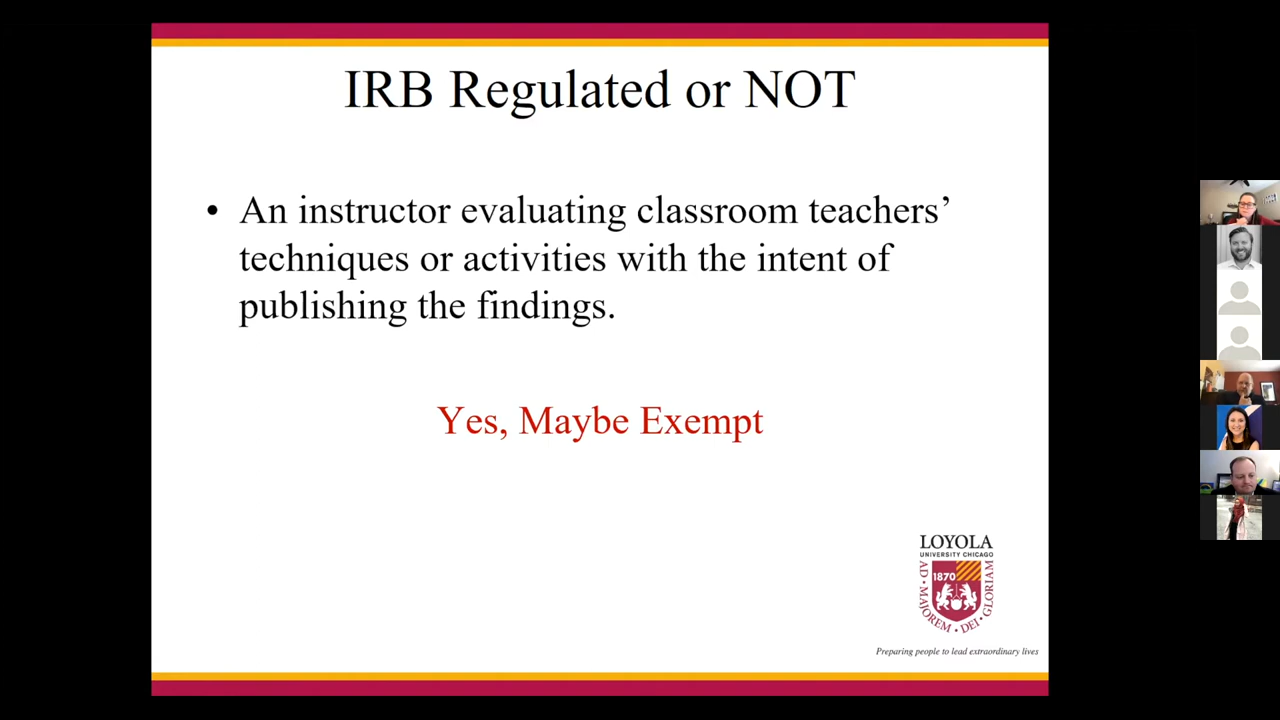 IRB Regulated or NOT
• An instructor evaluating classroom teachers’
techniques or activities with the intent of
publishing the findings.
Yes, Maybe Exempt
LOYOLA
UNIVERSITY CHICAGO
1870
AD • MAJOREM • DEI • GLORIAM
Preparing people to lead extraordinary lives